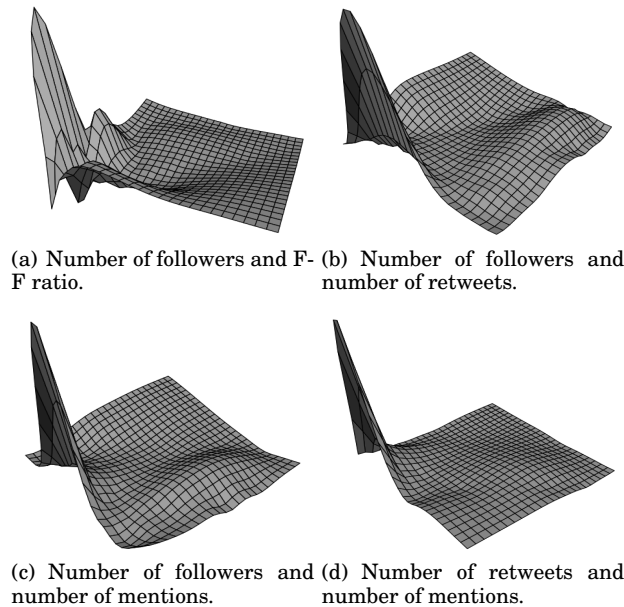 (a) Number of followers and F-
F ratio.
(b) Number of followers and
number of retweets.
(c) Number of followers and
number of mentions.
(d) Number of retweets and
number of mentions.